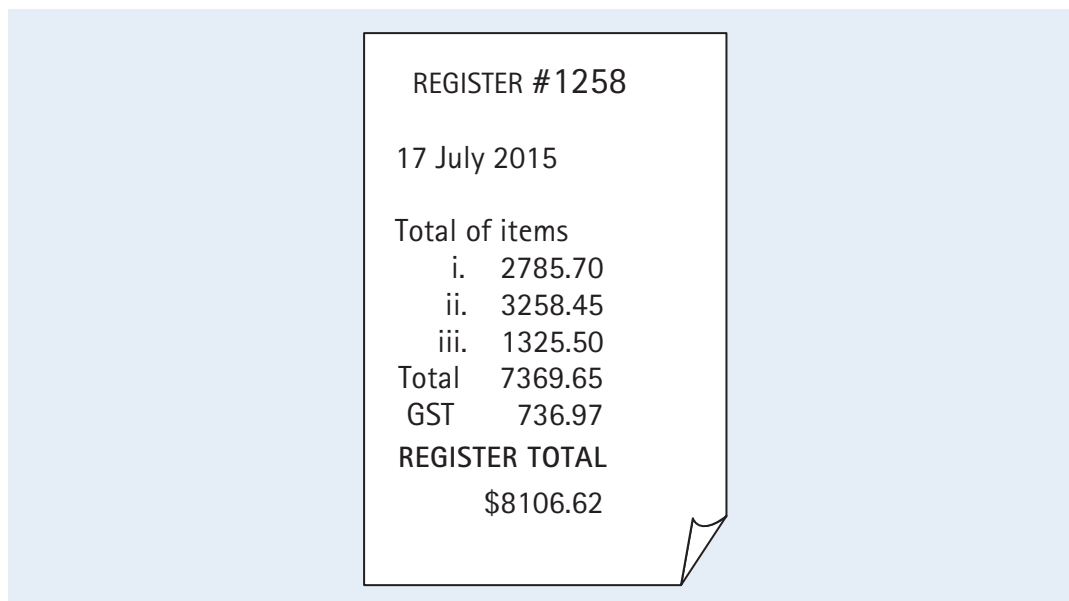 REGISTER #1258
17 July 2015
Total of items
i. 2785.70
ii. 3258.45
iii. 1325.50
Total 7369.65
GST 736.97
REGISTER TOTAL
$8106.62